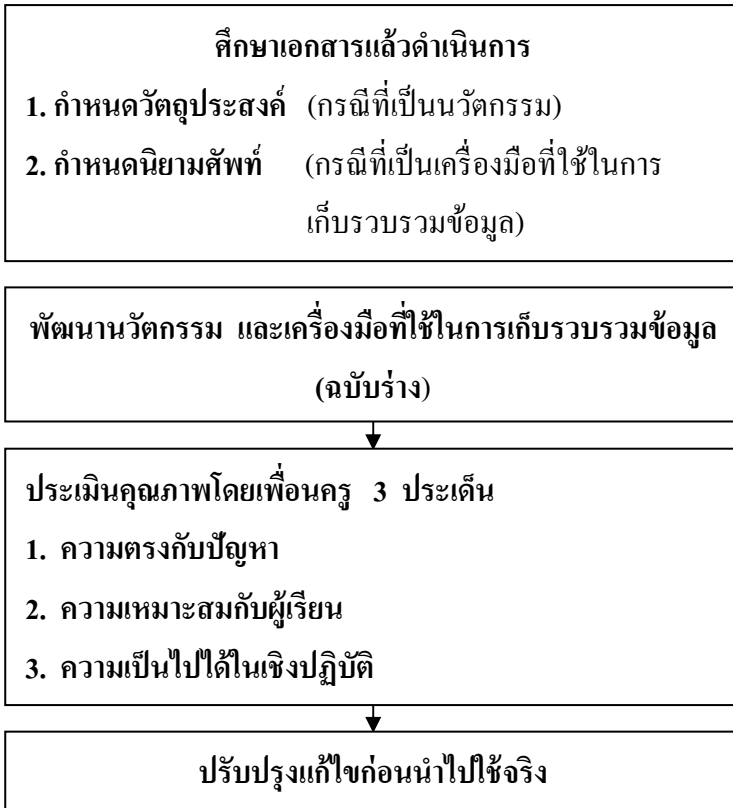 ศึกษาเอกสารแล้วดำเนินการ
1. กำหนดวัตถุประสงค์ (กรณีที่เป็นนวัตกรรม)
2. กำหนดนิยามศัพท์ (กรณีที่เป็นเครื่องมือที่ใช้ในการ
เก็บรวบรวมข้อมูล)
พัฒนานวัตกรรม และเครื่องมือที่ใช้ในการเก็บรวบรวมข้อมูล
(ฉบับร่าง)
ประเมินคุณภาพโดยเพื่อนครู 3 ประเด็น
1. ความตรงกับปัญหา
2. ความเหมาะสมกับผู้เรียน
3. ความเป็นไปได้ในเชิงปฏิบัติ
ปรับปรุงแก้ไขก่อนนำไปใช้จริง